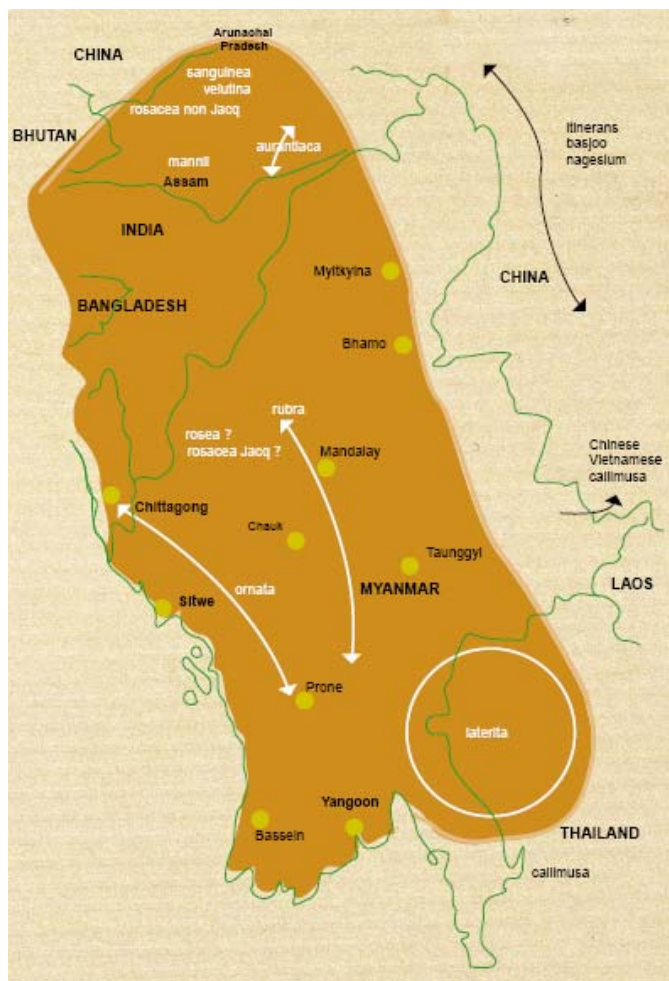 Arunachal
Pradesh
CHINA
sanguinea
velutina
rosacea non Jacq
BHUTAN
aurantiaca
mannii
Assam
Itinerans
basjoo
nagesium
INDIA
CHINA
Myitkyina
BANGLADESH
Bhamo
rubra
rosea ?
rosacea Jacq ?
Mandalay
Chinese
Vietnamese
callimusa
Chittagong
Chauk
Taunggyi
ornata
MYANMAR
LAOS
Sitwe
Prone
laterita
Yangoon
Bassein
THAILAND
callimusa